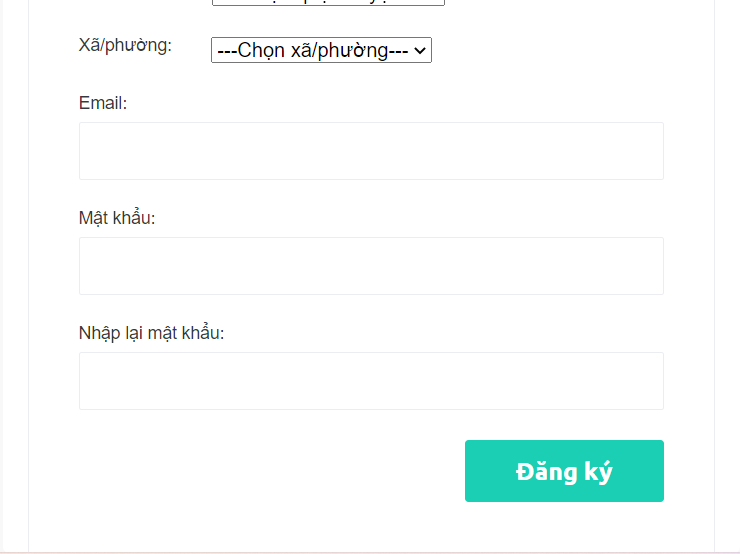 Xã/phường: ---Chọn xã/phường---
Email:
Mật khẩu:
Nhập lại mật khẩu:
Đăng ký